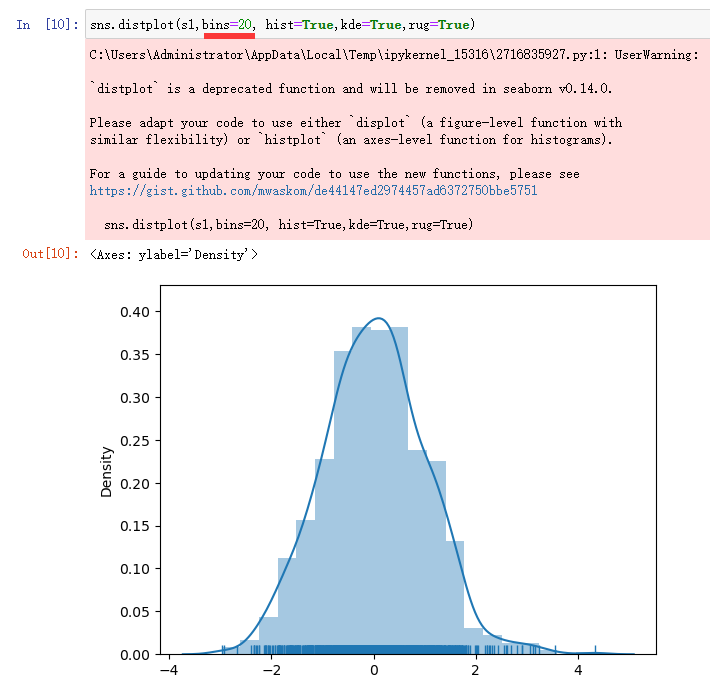 In [10]: sns.distplot(s1,bins=20, hist=True,kde=True,rug=True)
C:\Users\Administrator\AppData\Local\Temp\ipykernel_15316\2716835927.py:1: UserWarning:
`distplot` is a deprecated function and will be removed in seaborn v0.14.0.
Please adapt your code to use either `displot` (a figure-level function with
similar flexibility) or `histplot` (an axes-level function for histograms).
For a guide to updating your code to use the new functions, please see
https://gist.github.com/mwaskom/de44147ed2974457ad6372750bbe5751
sns.distplot(s1,bins=20, hist=True,kde=True,rug=True)
Out[10]: <Axes: ylabel='Density'>
0.40
0.35
0.30
0.25
0.20
0.15
0.10
0.05
0.00
Density
−4 −2 0 2 4